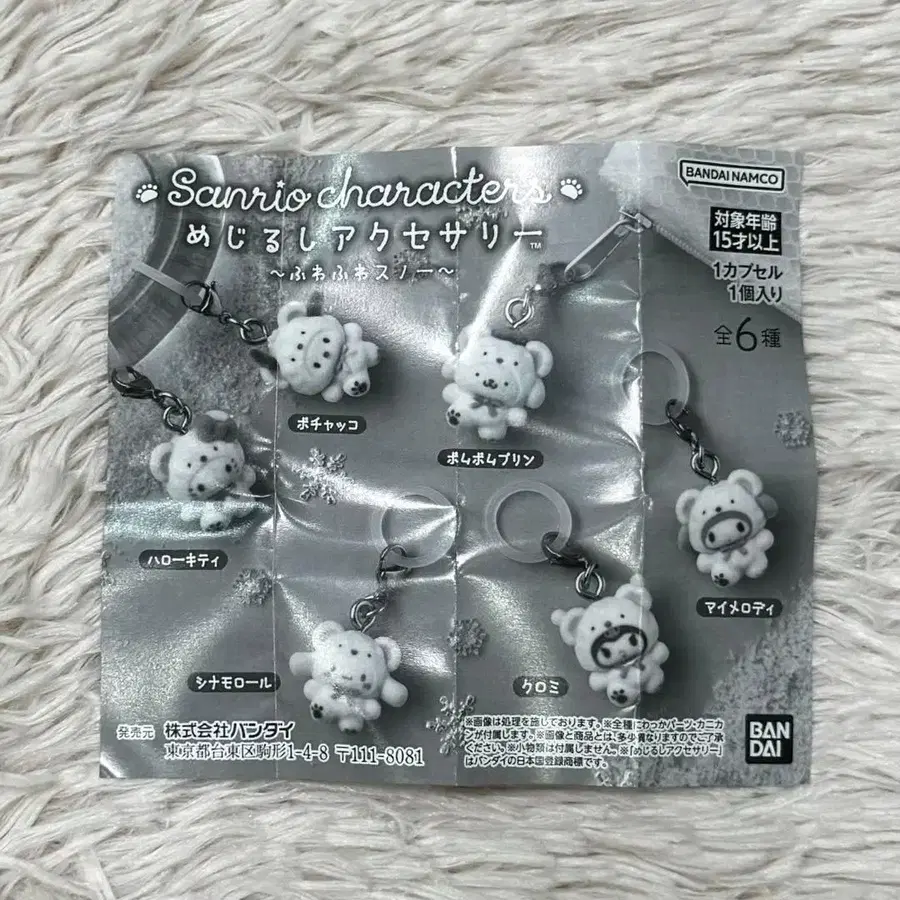 Sanrio characters
めじるしアクセサリー™
～ふわふわスノー～
BANDAI NAMCO
対象年齢
15才以上
1カプセル
1個入り
全6種
ポチャッコ
ポムポムプリン
ハローキティ
マイメロディ
シナモロール
クロミ
発売元 株式会社バンダイ
東京都台東区駒形1-4-8 〒111-8081
※画像は処理を施しております。※全種にわっかパーツ・カニカ
ンが付属します。※画像と商品とは、多少異なりますのでご了承
ください。※小物類は付属しません。※「めじるしアクセサリー」
はバンダイの日本国登録商標です。
BAN
DAI